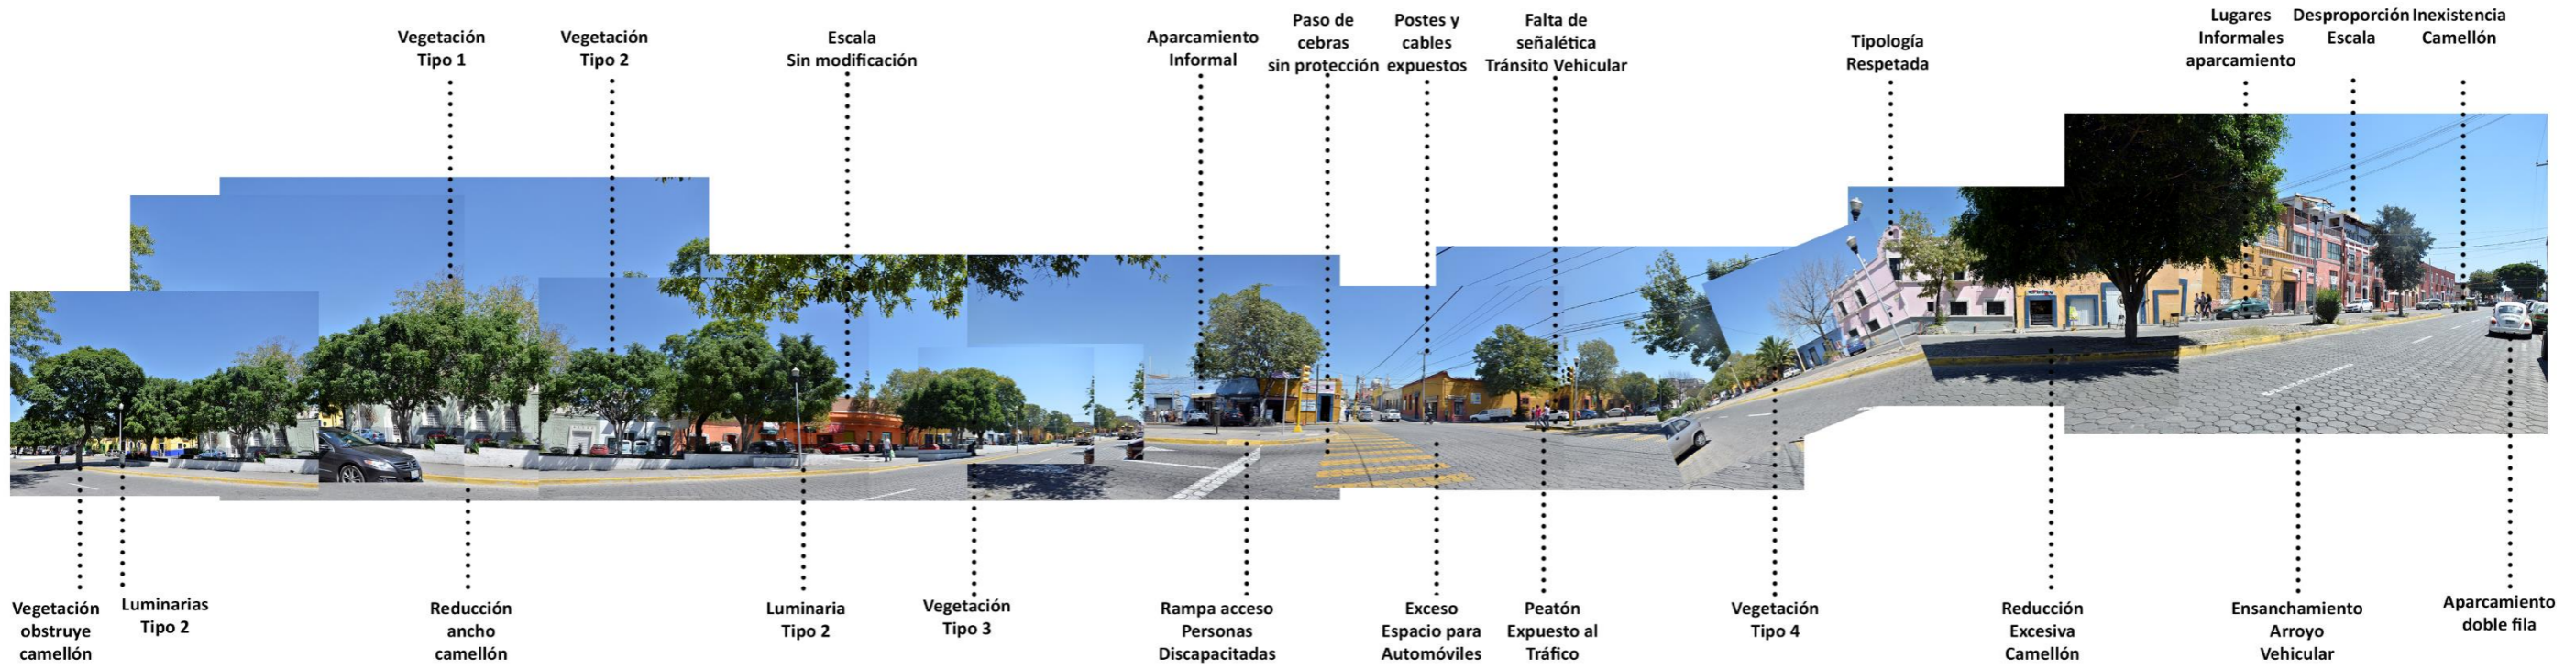 Vegetación
Tipo 1
Vegetación
Tipo 2
Escala
Sin modificación
Aparcamiento
Informal
Paso de
cebras
sin protección
Postes y
cables
expuestos
Falta de
señalética
Tránsito Vehicular
Tipología
Respetada
Lugares
Informales
aparcamiento
Desproporción
Escala
Inexistencia
Camellón
Vegetación
obstruye
camellón
Luminarias
Tipo 2
Reducción
ancho
camellón
Luminaria
Tipo 2
Vegetación
Tipo 3
Rampa acceso
Personas
Discapacitadas
Exceso
Espacio para
Automóviles
Peatón
Expuesto al
Tráfico
Vegetación
Tipo 4
Reducción
Excesiva
Camellón
Ensanchamiento
Arroyo
Vehicular
Aparcamiento
doble fila